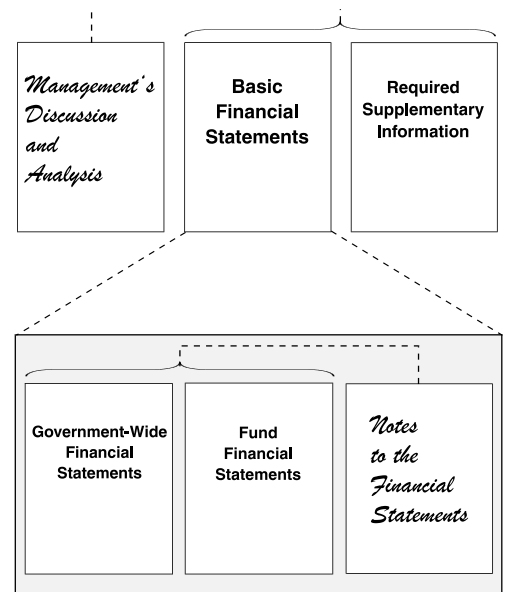 Management's
Discussion
and
Analysis
Basic
Financial
Statements
Required
Supplementary
Information
Government-Wide
Financial
Statements
Fund
Financial
Statements
Notes
to the
Financial
Statements